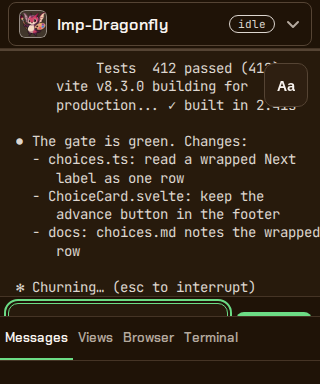 Imp-Dragonfly
idle
Tests 412 passed (412)
vite v8.3.0 building for
production... ✓ built in
Aa
● The gate is green. Changes:
- choices.ts: read a wrapped Next
label as one row
- ChoiceCard.svelte: keep the
advance button in the footer
- docs: choices.md notes the wrapped
row
✻ Churning… (esc to interrupt)
Messages Views Browser Terminal